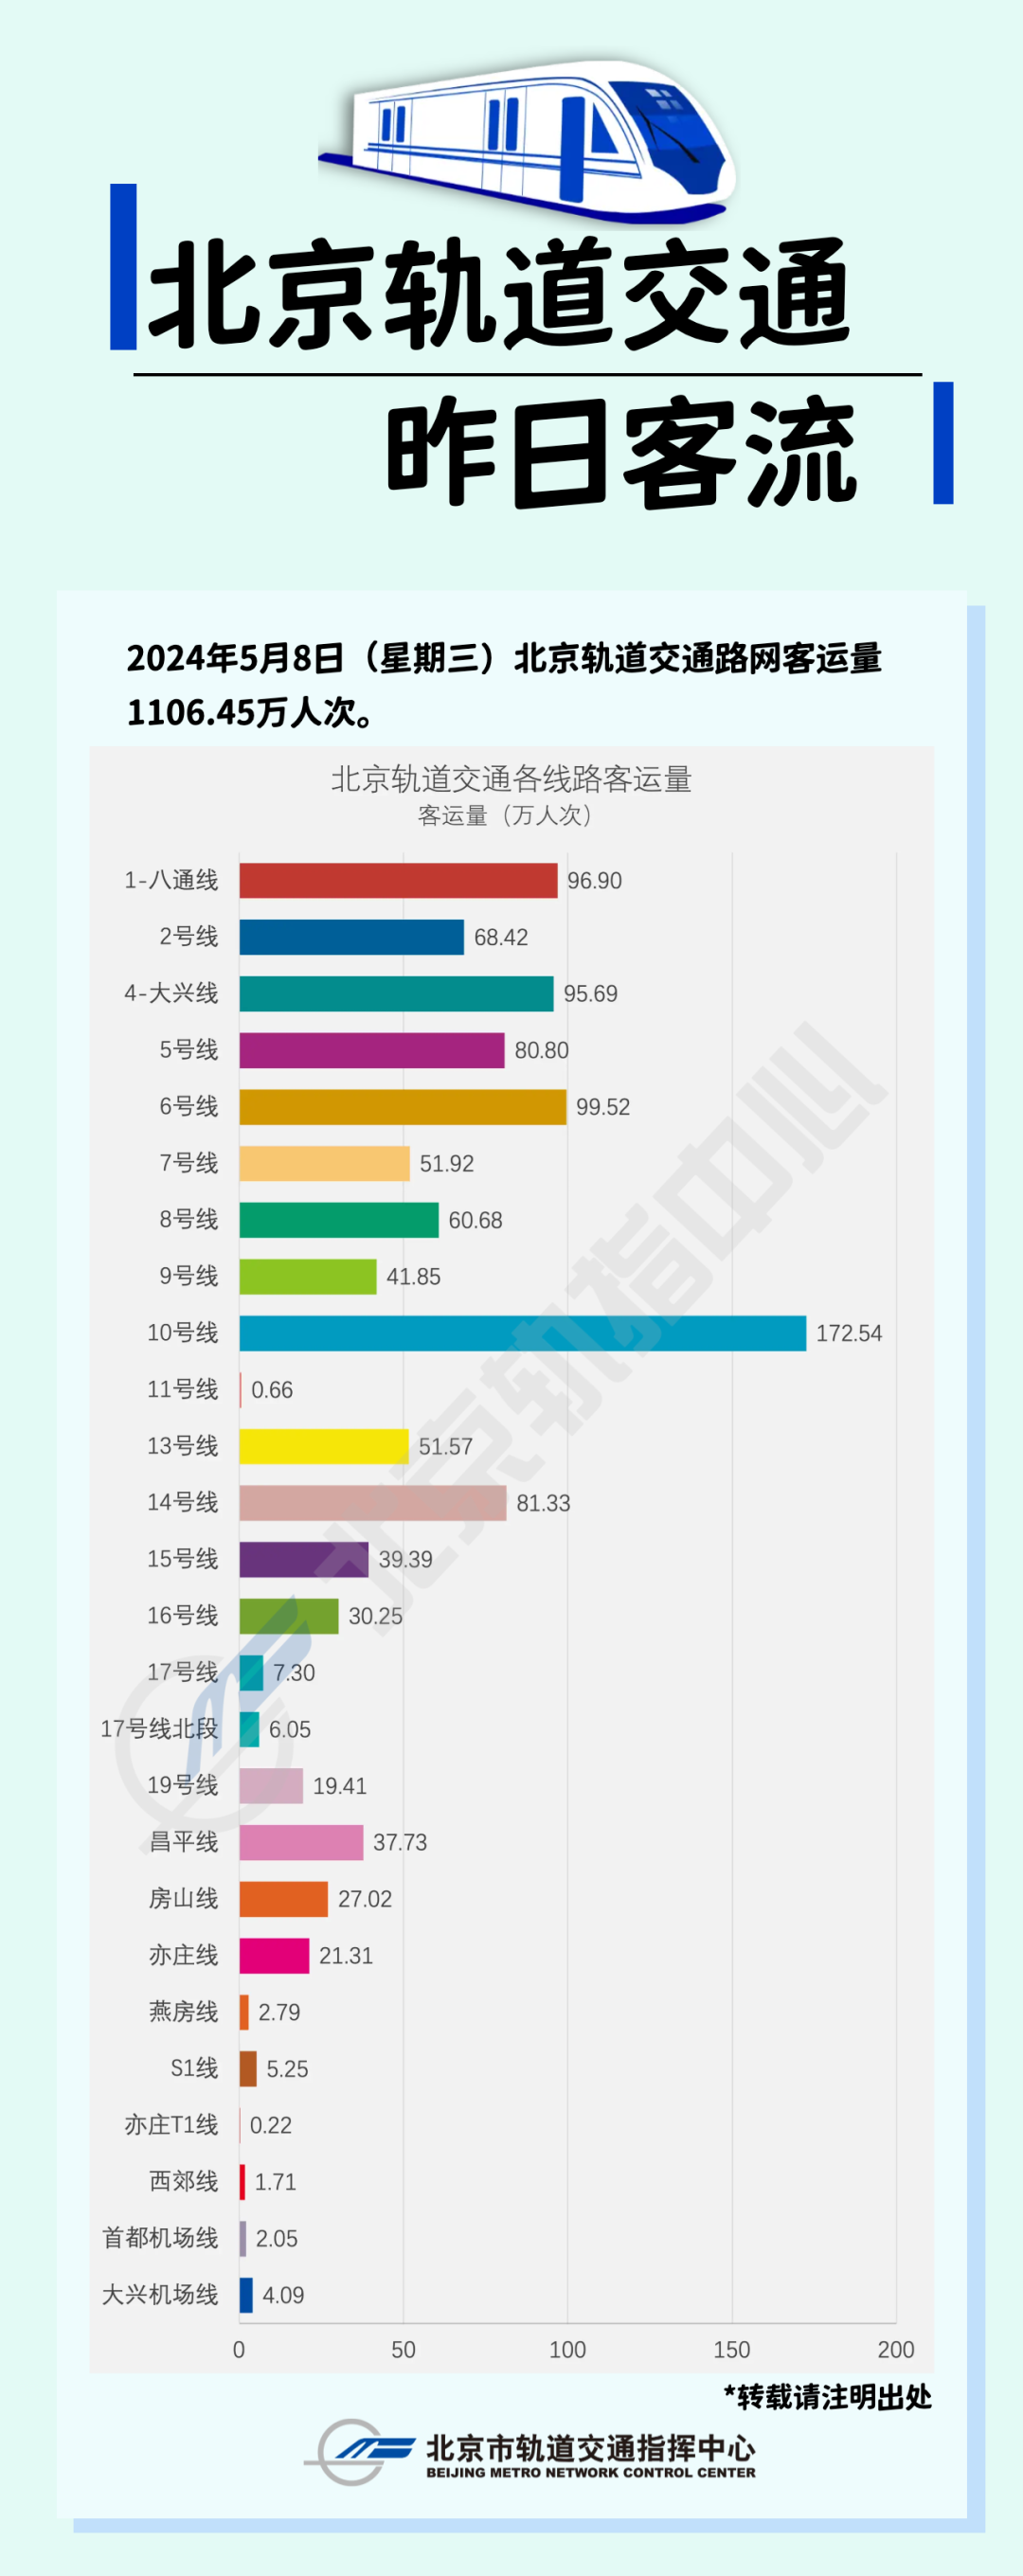 北京轨道交通
昨日客流
2024年5月8日（星期三）北京轨道交通路网客运量
1106.45万人次。
北京轨道交通各线路客运量
客运量（万人次）
1-八通线 96.90
2号线 68.42
4-大兴线 95.69
5号线 80.80
6号线 99.52
7号线 51.92
8号线 60.68
9号线 41.85
10号线 172.54
11号线 0.66
13号线 51.57
14号线 81.33
15号线 39.39
16号线 30.25
17号线 7.30
17号线北段 6.05
19号线 19.41
昌平线 37.73
房山线 27.02
亦庄线 21.31
燕房线 2.79
S1线 5.25
亦庄T1线 0.22
西郊线 1.71
首都机场线 2.05
大兴机场线 4.09
0 50 100 150 200
北京轨指中心
*转载请注明出处
北京市轨道交通指挥中心
BEIJING METRO NETWORK CONTROL CENTER